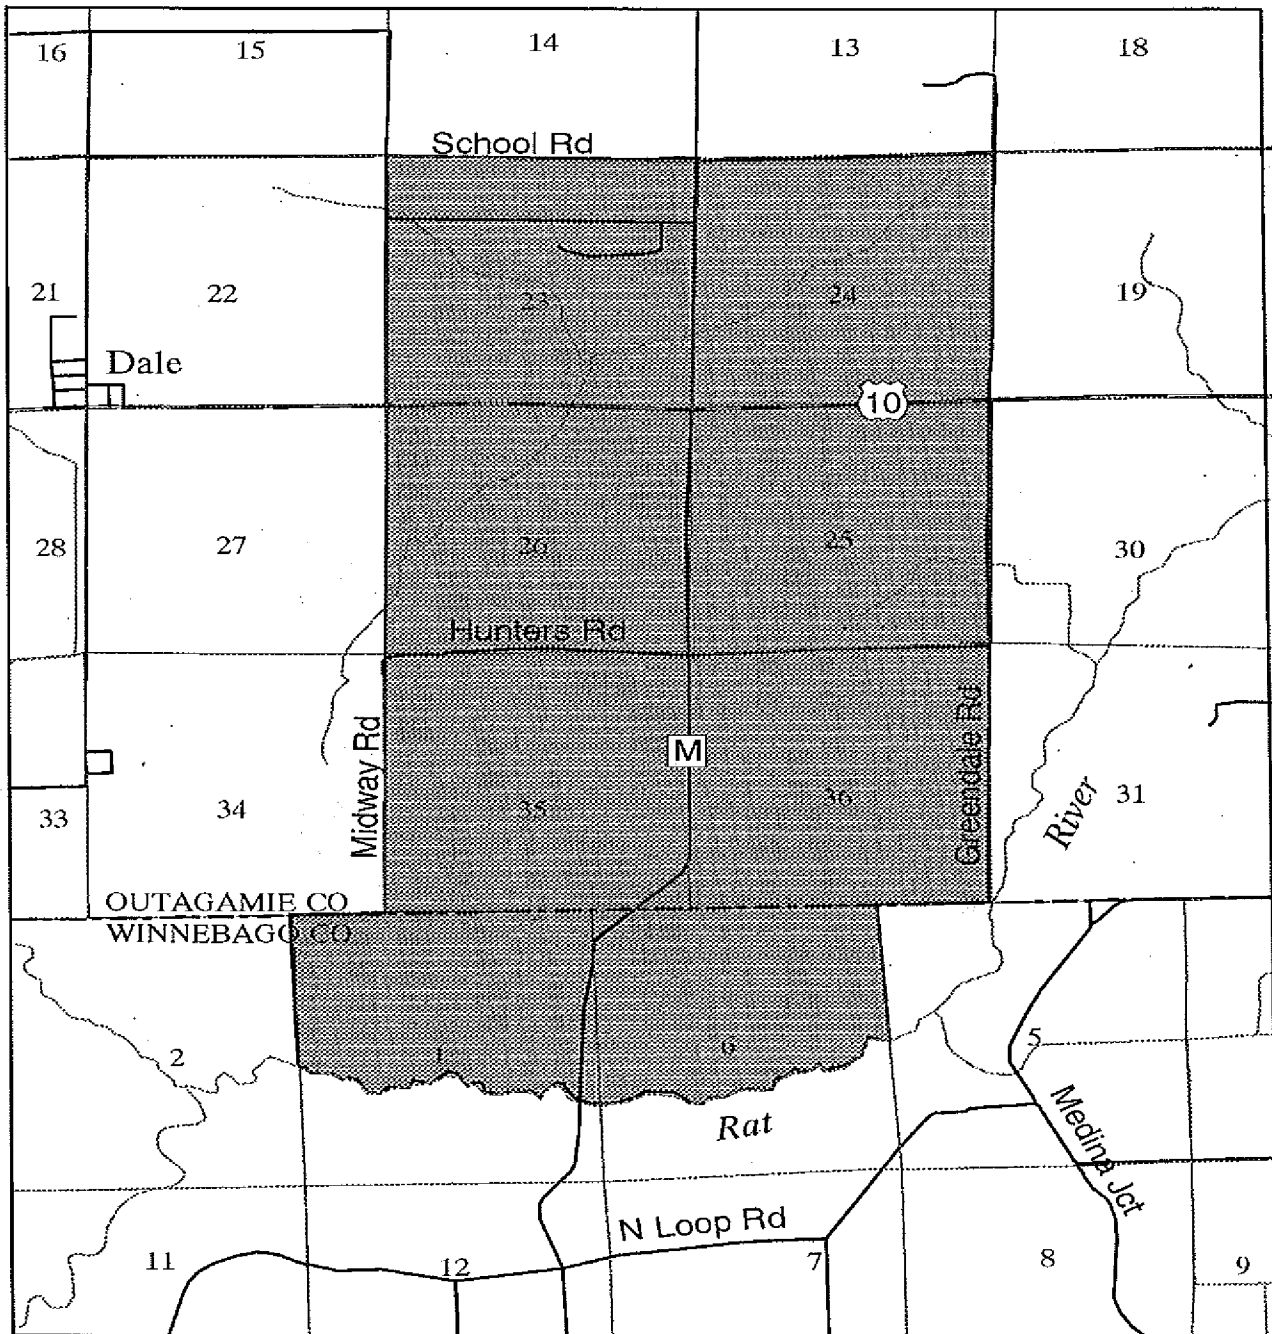 16
15
14
13
18
School Rd
21
22
23
24
19
Dale
10
28
27
26
25
30
Hunters Rd
Midway Rd
M
Greendale Rd
33
34
35
36
River
31
OUTAGAMIE CO
WINNEBAGO CO
2
1
6
5
Rat
Medina Jct
N Loop Rd
11
12
7
8
9